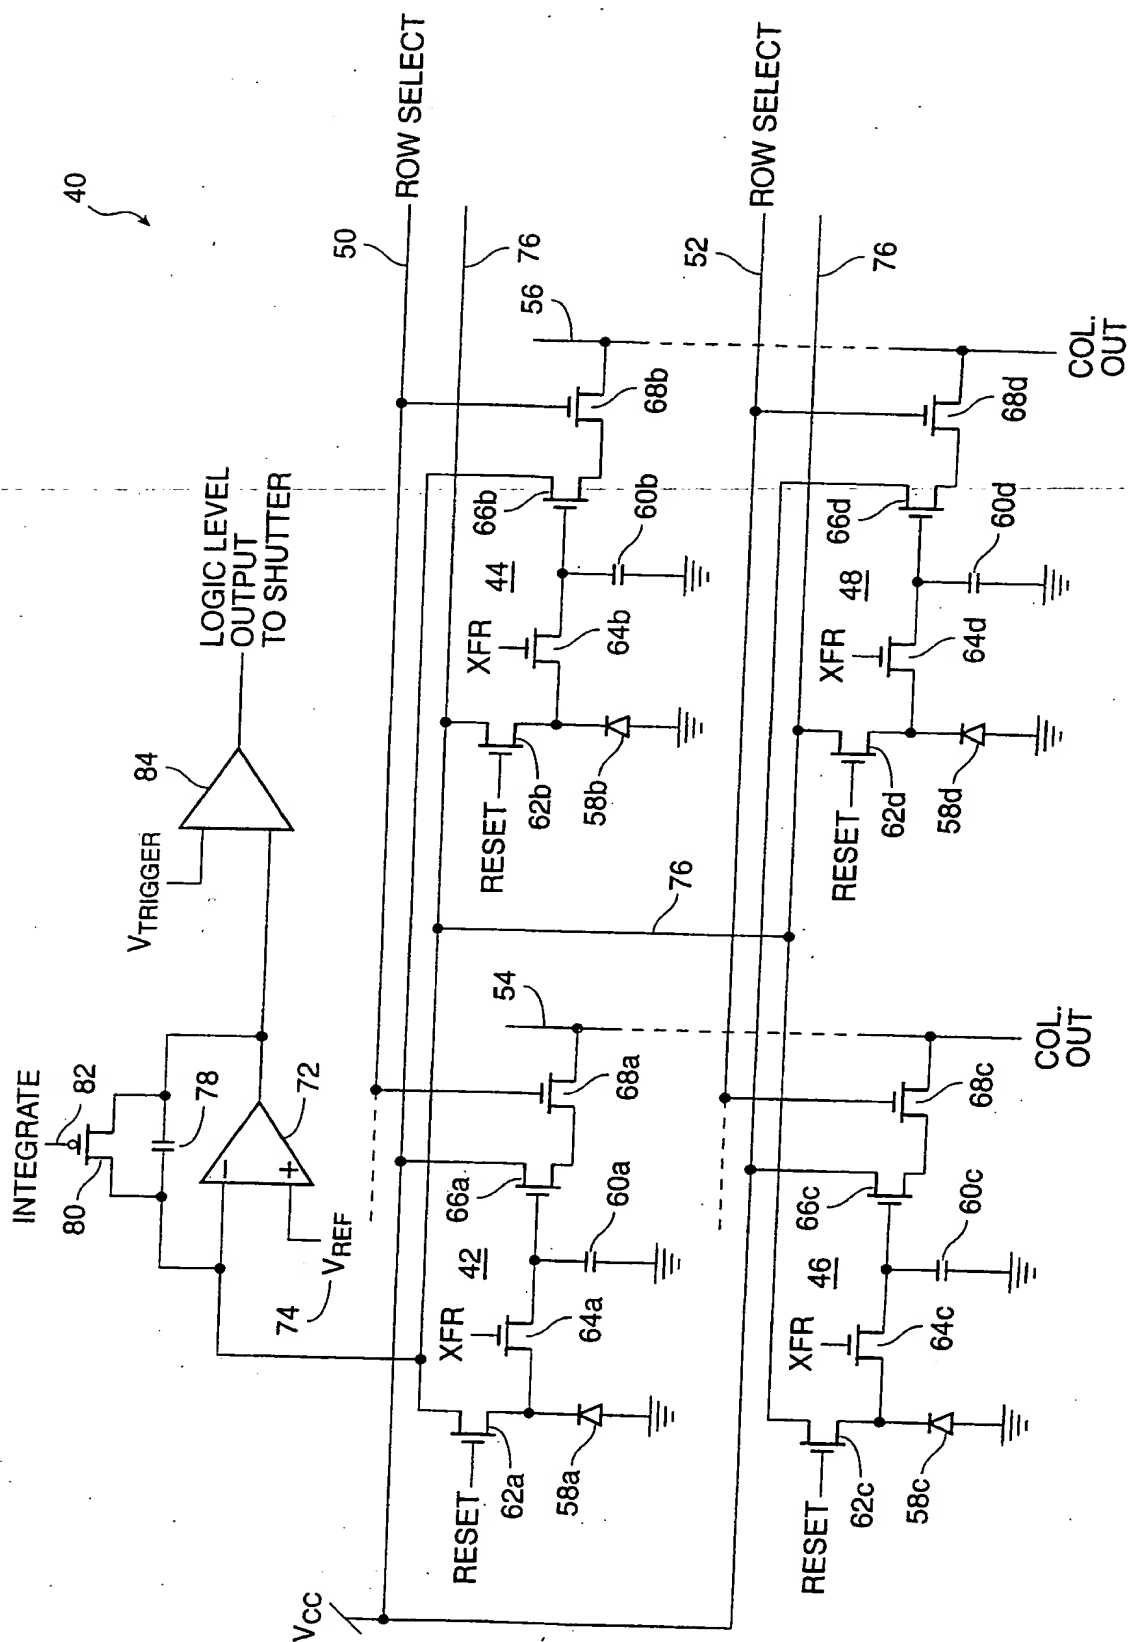 40
INTEGRATE
82
80
78
72
VTRIGGER
84
LOGIC LEVEL
OUTPUT
TO SHUTTER
74
VREF
VCC
50
ROW SELECT
76
RESET
62a
58a
XFR
64a
42
60a
66a
68a
54
RESET
62b
58b
XFR
64b
44
60b
66b
68b
56
76
52
ROW SELECT
76
RESET
62c
58c
XFR
64c
46
60c
66c
68c
COL.
OUT
RESET
62d
58d
XFR
64d
48
60d
66d
68d
COL.
OUT